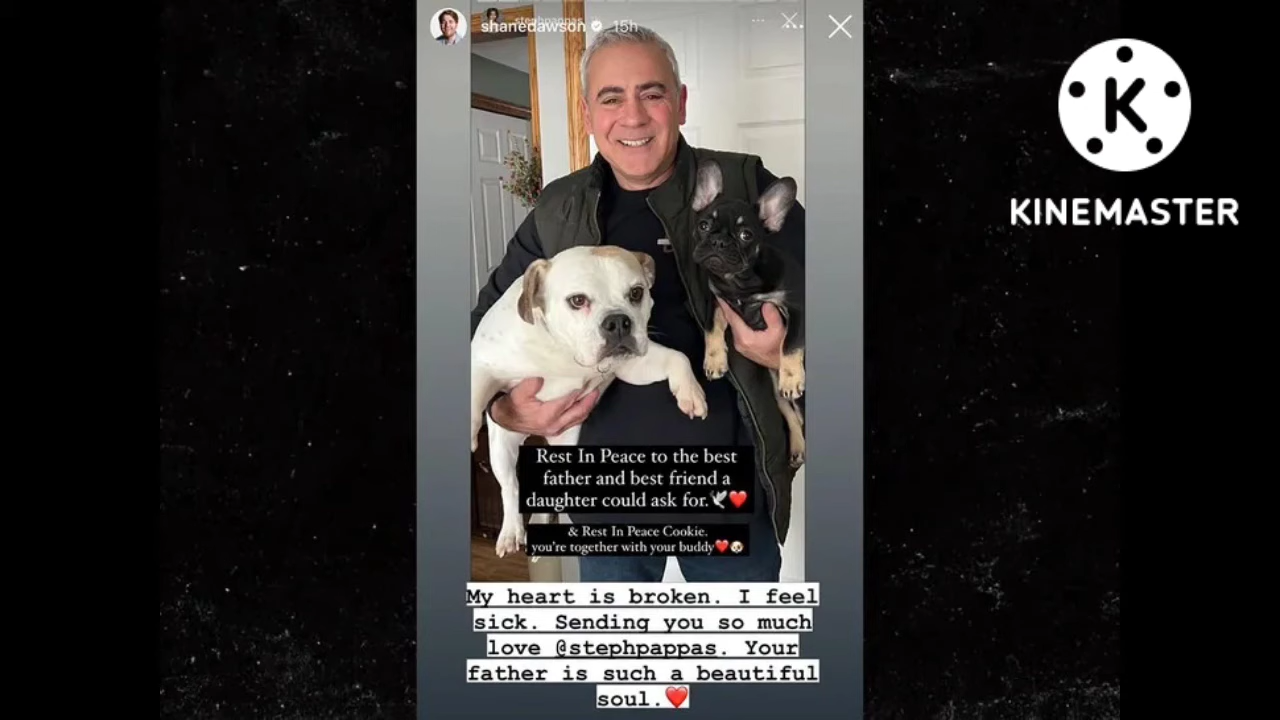 stephpappas
shanedawson 15h
K
KINEMASTER
Rest In Peace to the best
father and best friend a
daughter could ask for.🕊❤️
& Rest In Peace Cookie.
you're together with your buddy❤️🐶
My heart is broken. I feel
sick. Sending you so much
love @stephpappas. Your
father is such a beautiful
soul.❤️